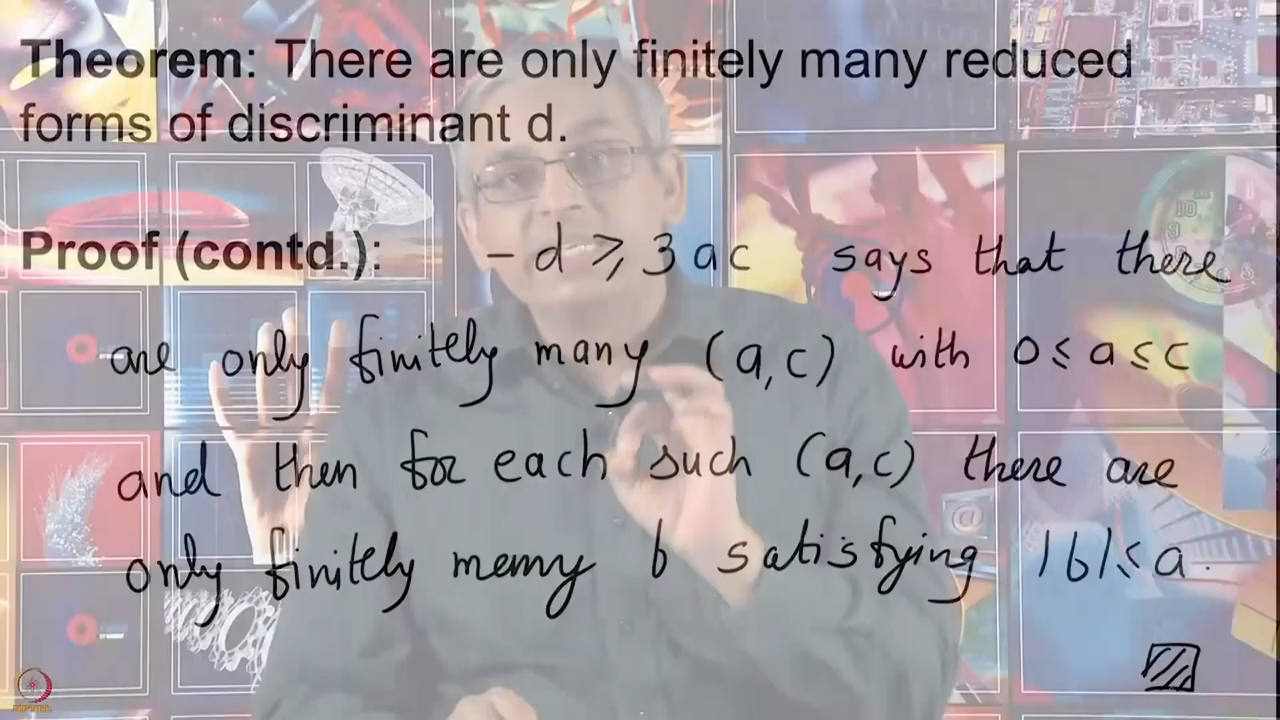 Theorem: There are only finitely many reduced
forms of discriminant d.
Proof (contd.): -d ⩾ 3ac says that there
are only finitely many (a,c) with 0 ≤ a ≤ c
and then for each such (a,c) there are
only finitely many b satisfying |b| ≤ a.
NPTEL